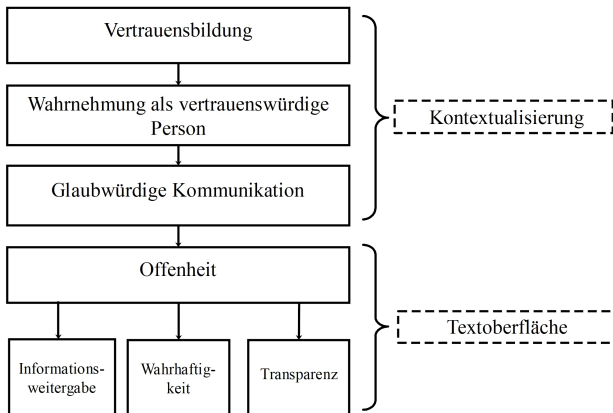 Vertrauensbildung
Wahrnehmung als vertrauenswürdige
Person
Kontextualisierung
Glaubwürdige Kommunikation
Offenheit
Textoberfläche
Informations-
weitergabe
Wahrhaftig-
keit
Transparenz